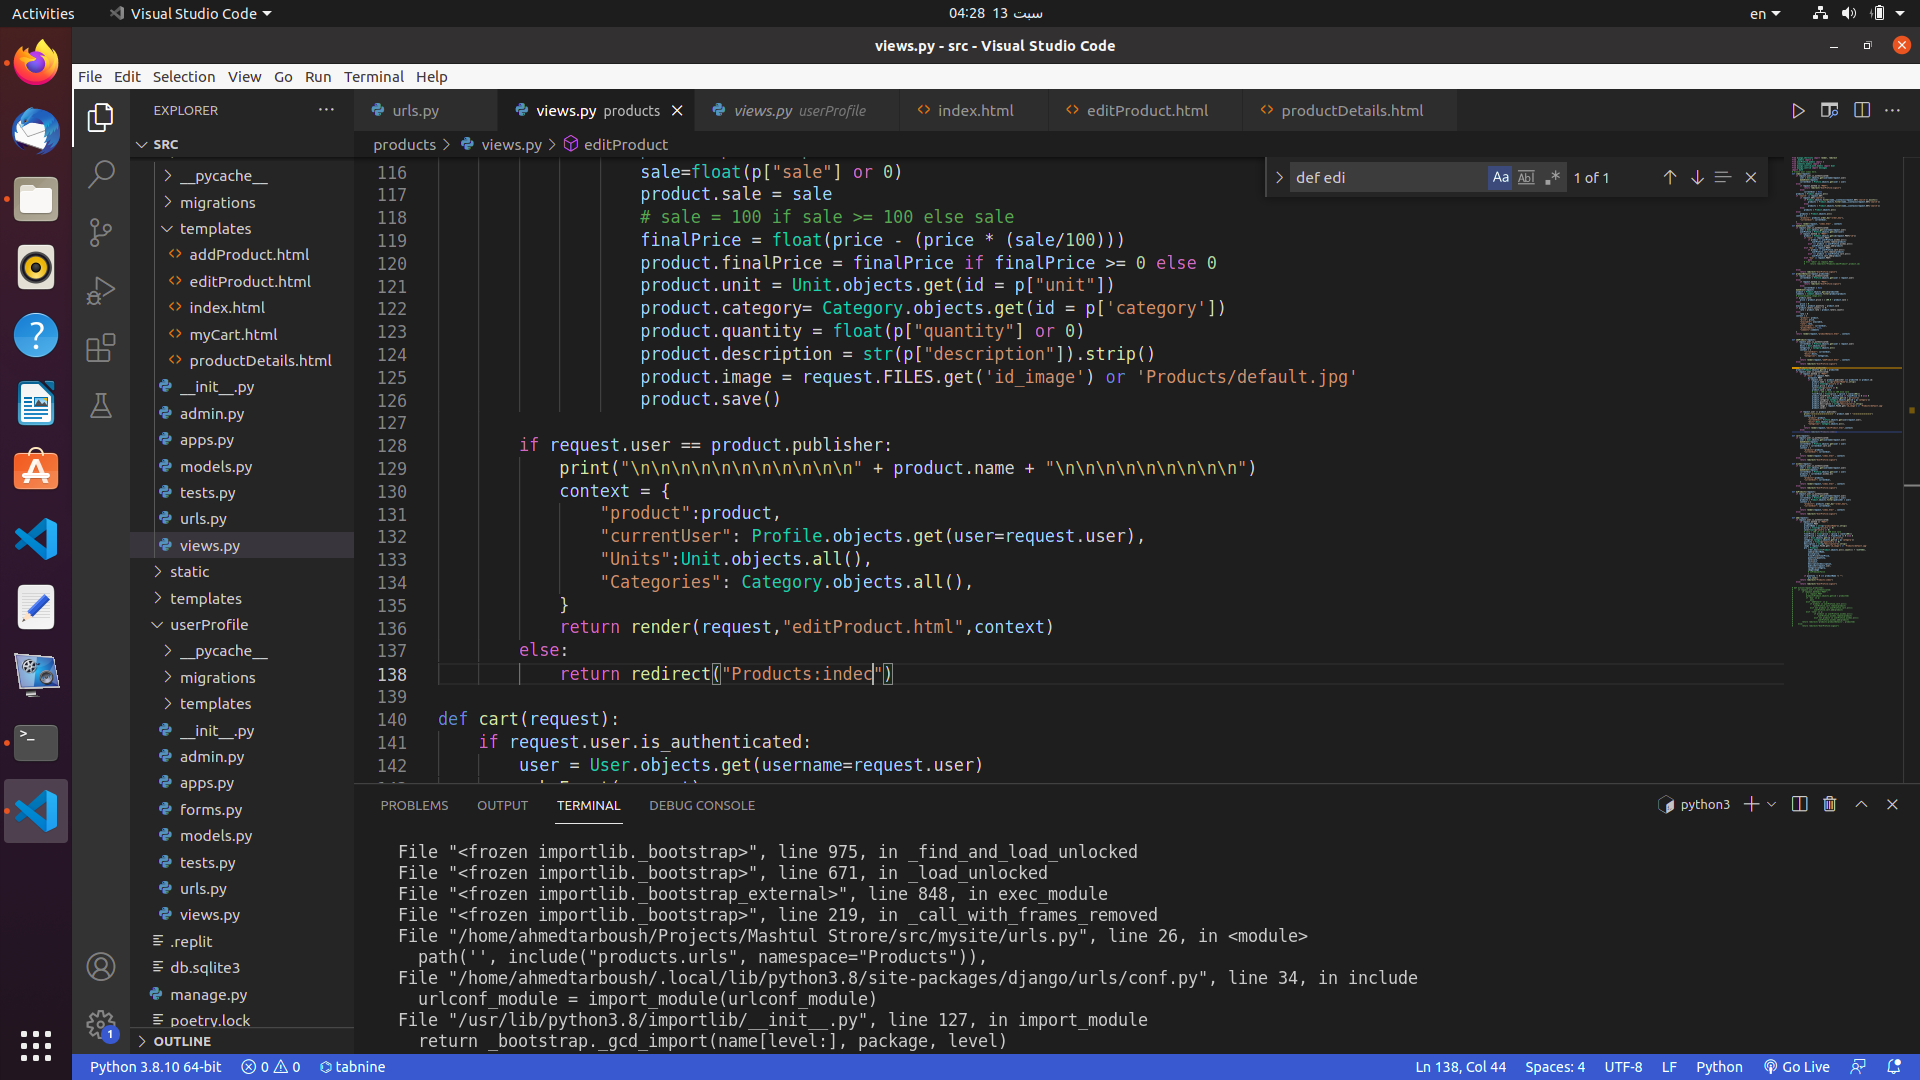 Activities
Visual Studio Code
04:28 13 سبت
en
views.py - src - Visual Studio Code
File Edit Selection View Go Run Terminal Help
EXPLORER
SRC
__pycache__
migrations
templates
addProduct.html
editProduct.html
index.html
myCart.html
productDetails.html
__init__.py
admin.py
apps.py
models.py
tests.py
urls.py
views.py
static
templates
userProfile
__pycache__
migrations
templates
__init__.py
admin.py
apps.py
forms.py
models.py
tests.py
urls.py
views.py
.replit
db.sqlite3
manage.py
poetry.lock
OUTLINE
1
urls.py
views.py products
views.py userProfile
index.html
editProduct.html
productDetails.html
products > views.py > editProduct
def edi
Aa
1 of 1
116 sale=float(p["sale"] or 0)
117 product.sale = sale
118 # sale = 100 if sale >= 100 else sale
119 finalPrice = float(price - (price * (sale/100)))
120 product.finalPrice = finalPrice if finalPrice >= 0 else 0
121 product.unit = Unit.objects.get(id = p["unit"])
122 product.category= Category.objects.get(id = p['category'])
123 product.quantity = float(p["quantity"] or 0)
124 product.description = str(p["description"]).strip()
125 product.image = request.FILES.get('id_image') or 'Products/default.jpg'
126 product.save()
127
128 if request.user == product.publisher:
129 print("\n\n\n\n\n\n\n\n\n\n\n" + product.name + "\n\n\n\n\n\n\n\n\n")
130 context = {
131 "product":product,
132 "currentUser": Profile.objects.get(user=request.user),
133 "Units":Unit.objects.all(),
134 "Categories": Category.objects.all(),
135 }
136 return render(request,"editProduct.html",context)
137 else:
138 return redirect("Products:indec")
139
140 def cart(request):
141 if request.user.is_authenticated:
142 user = User.objects.get(username=request.user)
PROBLEMS OUTPUT TERMINAL DEBUG CONSOLE
python3
File "<frozen importlib._bootstrap>", line 975, in _find_and_load_unlocked
File "<frozen importlib._bootstrap>", line 671, in _load_unlocked
File "<frozen importlib._bootstrap_external>", line 848, in exec_module
File "<frozen importlib._bootstrap>", line 219, in _call_with_frames_removed
File "/home/ahmedtarboush/Projects/Mashtul Strore/src/mysite/urls.py", line 26, in <module>
path('', include("products.urls", namespace="Products")),
File "/home/ahmedtarboush/.local/lib/python3.8/site-packages/django/urls/conf.py", line 34, in include
urlconf_module = import_module(urlconf_module)
File "/usr/lib/python3.8/importlib/__init__.py", line 127, in import_module
return _bootstrap._gcd_import(name[level:], package, level)
Python 3.8.10 64-bit 0 0 tabnine
Ln 138, Col 44 Spaces: 4 UTF-8 LF Python Go Live